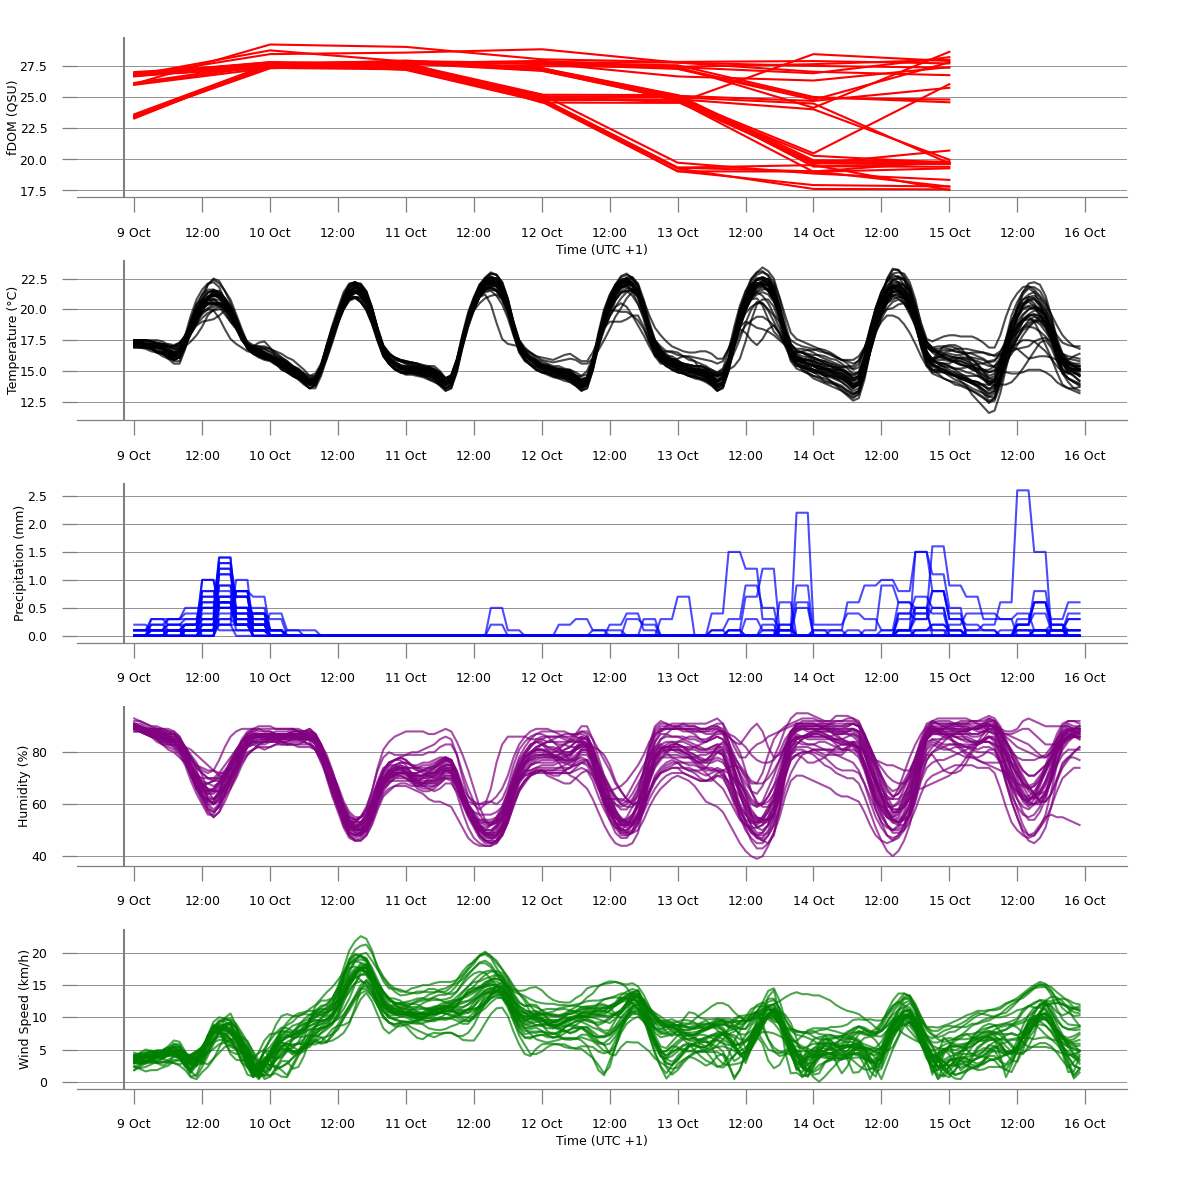 fDOM (QSU)
27.5
25.0
22.5
20.0
17.5
9 Oct 12:00 10 Oct 12:00 11 Oct 12:00 12 Oct 12:00 13 Oct 12:00 14 Oct 12:00 15 Oct 12:00 16 Oct
Time (UTC +1)
Temperature (°C)
22.5
20.0
17.5
15.0
12.5
9 Oct 12:00 10 Oct 12:00 11 Oct 12:00 12 Oct 12:00 13 Oct 12:00 14 Oct 12:00 15 Oct 12:00 16 Oct
Precipitation (mm)
2.5
2.0
1.5
1.0
0.5
0.0
9 Oct 12:00 10 Oct 12:00 11 Oct 12:00 12 Oct 12:00 13 Oct 12:00 14 Oct 12:00 15 Oct 12:00 16 Oct
Humidity (%)
80
60
40
9 Oct 12:00 10 Oct 12:00 11 Oct 12:00 12 Oct 12:00 13 Oct 12:00 14 Oct 12:00 15 Oct 12:00 16 Oct
Wind Speed (km/h)
20
15
10
5
0
9 Oct 12:00 10 Oct 12:00 11 Oct 12:00 12 Oct 12:00 13 Oct 12:00 14 Oct 12:00 15 Oct 12:00 16 Oct
Time (UTC +1)